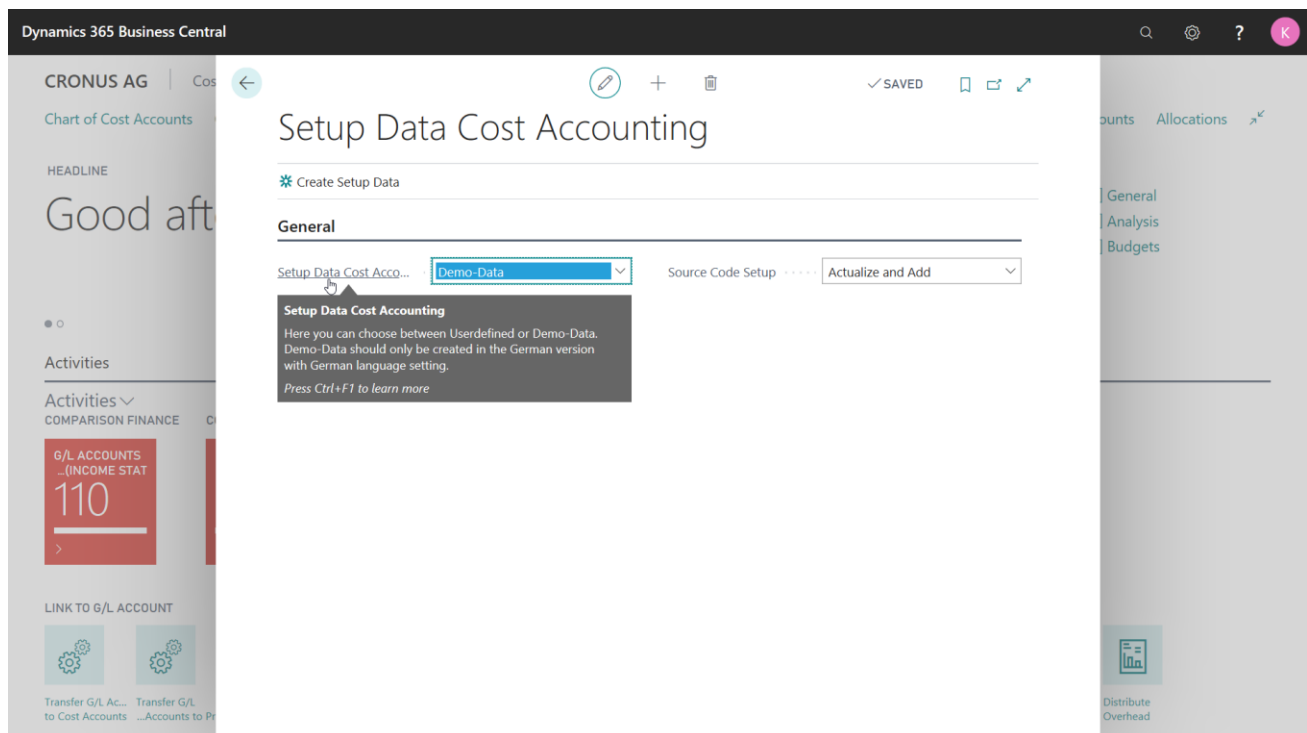 Dynamics 365 Business Central
?
K
CRONUS AG
Cos
SAVED
Chart of Cost Accounts
ounts
Allocations
Setup Data Cost Accounting
HEADLINE
Good aft
Create Setup Data
General
Analysis
Budgets
General
Setup Data Cost Acco...
Demo-Data
Source Code Setup
Actualize and Add
Setup Data Cost Accounting
Here you can choose between Userdefined or Demo-Data.
Demo-Data should only be created in the German version
with German language setting.
Press Ctrl+F1 to learn more
Activities
Activities
COMPARISON FINANCE
G/L ACCOUNTS
...(INCOME STAT
110
LINK TO G/L ACCOUNT
Transfer G/L Ac...
to Cost Accounts
Transfer G/L
...Accounts to Pr
Distribute
Overhead